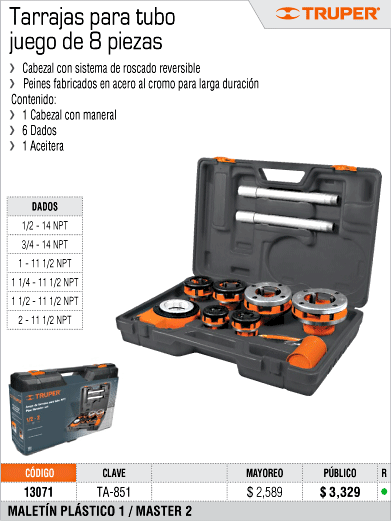 Tarrajas para tubo
juego de 8 piezas
TRUPER®
Cabezal con sistema de roscado reversible
Peines fabricados en acero al cromo para larga duración
Contenido:
1 Cabezal con maneral
6 Dados
1 Aceitera
DADOS
1/2 - 14 NPT
3/4 - 14 NPT
1 - 11 1/2 NPT
1 1/4 - 11 1/2 NPT
1 1/2 - 11 1/2 NPT
2 - 11 1/2 NPT
TRUPER
CÓDIGO CLAVE MAYOREO PÚBLICO R
13071 TA-851 $ 2,589 $ 3,329
MALETÍN PLÁSTICO 1 / MASTER 2